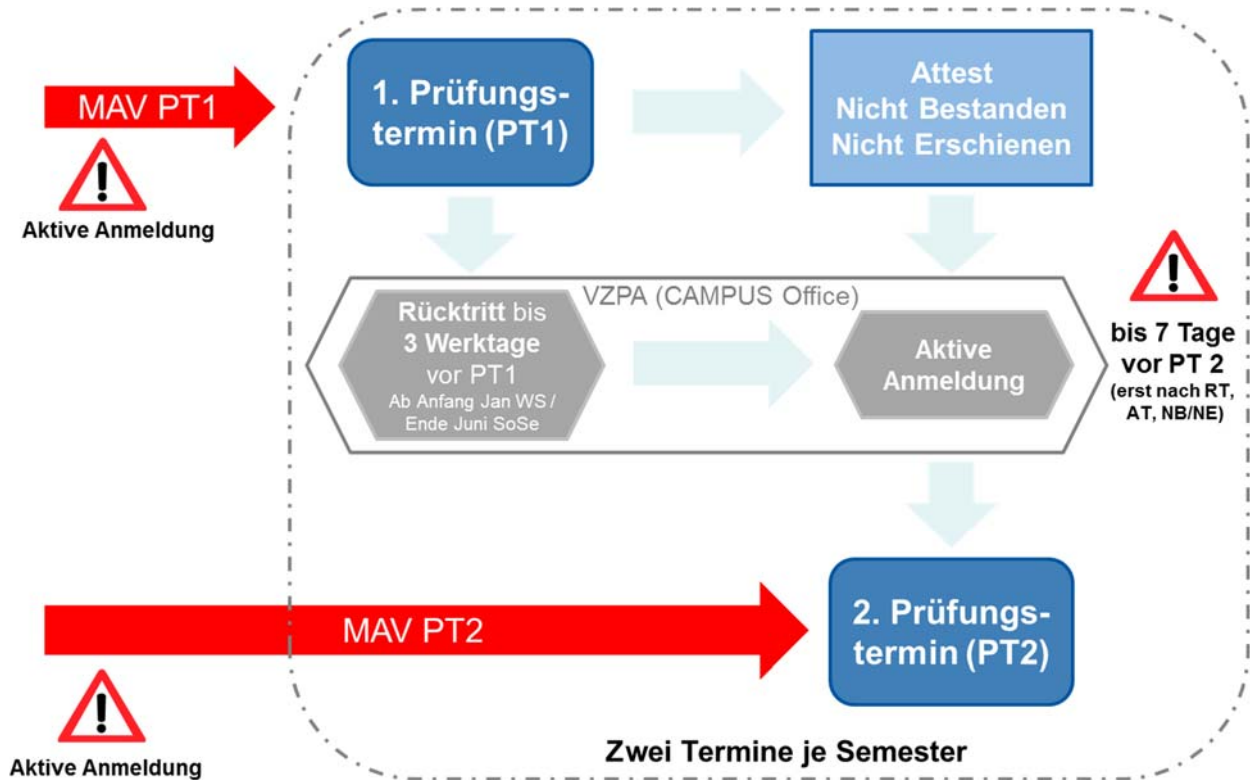 MAV PT1
Aktive Anmeldung
1. Prüfungs-
termin (PT1)
Attest
Nicht Bestanden
Nicht Erschienen
VZPA (CAMPUS Office)
Rücktritt bis
3 Werktage
vor PT1
Ab Anfang Jan WS /
Ende Juni SoSe
Aktive
Anmeldung
bis 7 Tage
vor PT 2
(erst nach RT,
AT, NB/NE)
MAV PT2
Aktive Anmeldung
2. Prüfungs-
termin (PT2)
Zwei Termine je Semester